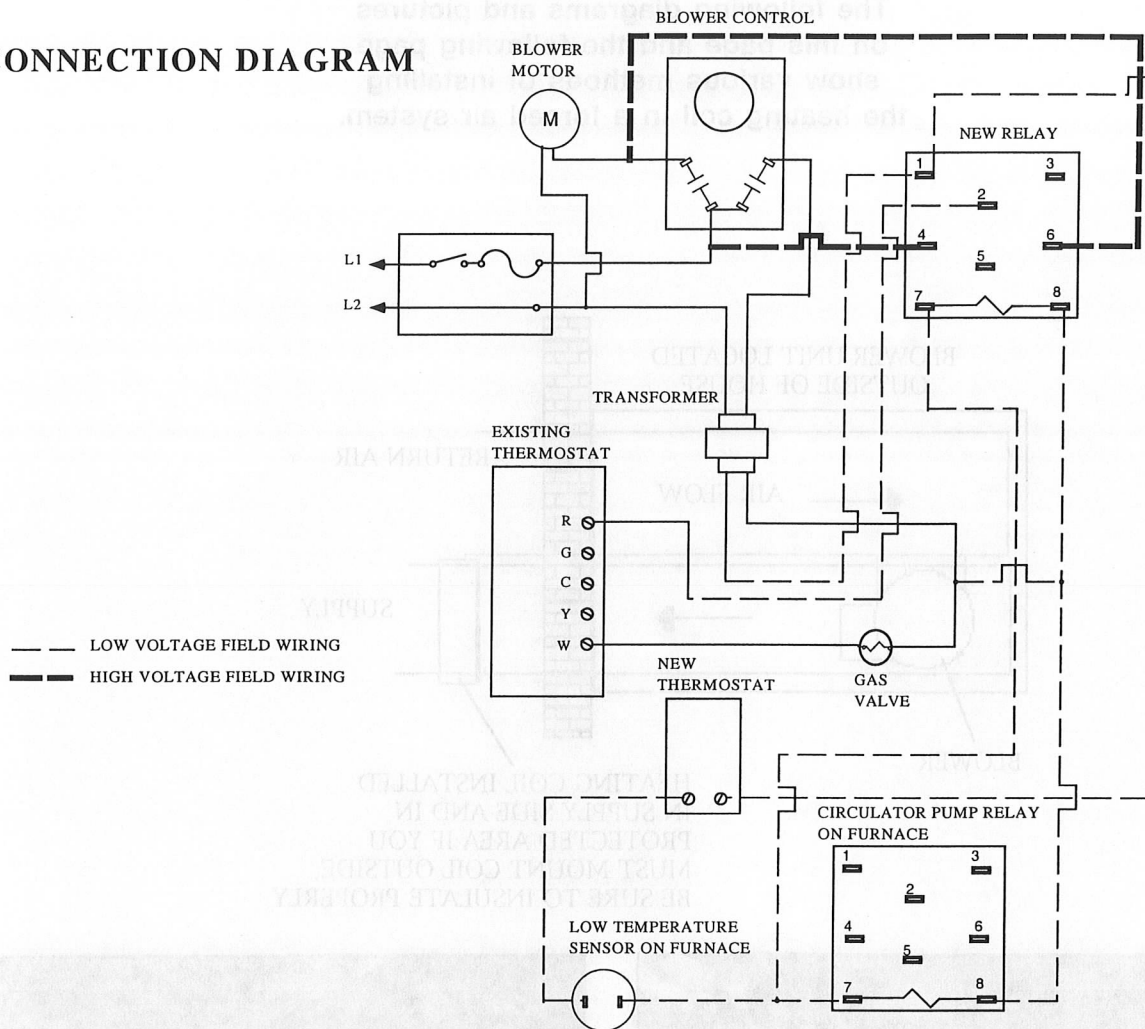 BLOWER CONTROL
ONNECTION DIAGRAM
BLOWER
MOTOR
M
NEW RELAY
1
3
2
4
6
5
7
8
L1
L2
TRANSFORMER
EXISTING
THERMOSTAT
R
G
C
Y
W
LOW VOLTAGE FIELD WIRING
HIGH VOLTAGE FIELD WIRING
NEW
THERMOSTAT
GAS
VALVE
CIRCULATOR PUMP RELAY
ON FURNACE
1
3
2
4
6
5
7
8
LOW TEMPERATURE
SENSOR ON FURNACE